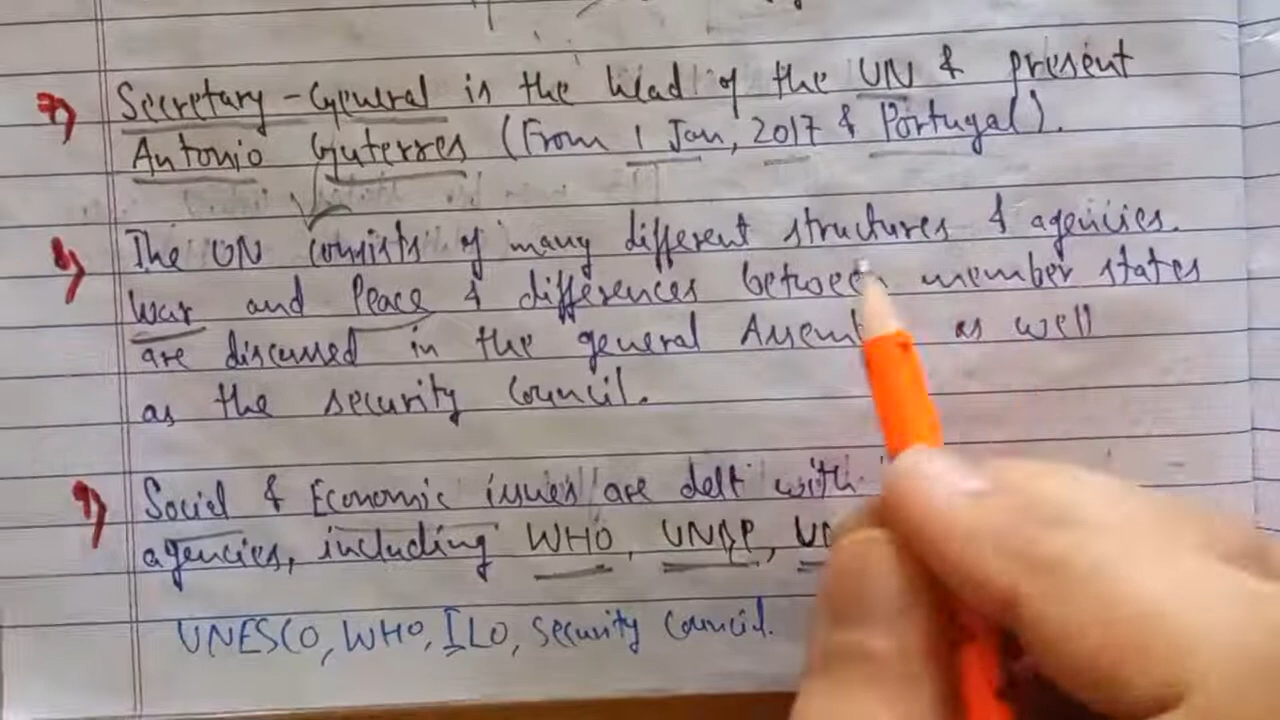 7) Secretary-General is the head of the UN & present
Antonio Guterres (From 1 Jan, 2017 & Portugal).
8) The UN consists of many different structures & agencies.
War and Peace & differences between member states
are discussed in the general Assem as well
as the security Council.
9) Social & Economic issues are delt with
agencies, including WHO, UNDP,
UNESCO, WHO, ILO, Security Council.